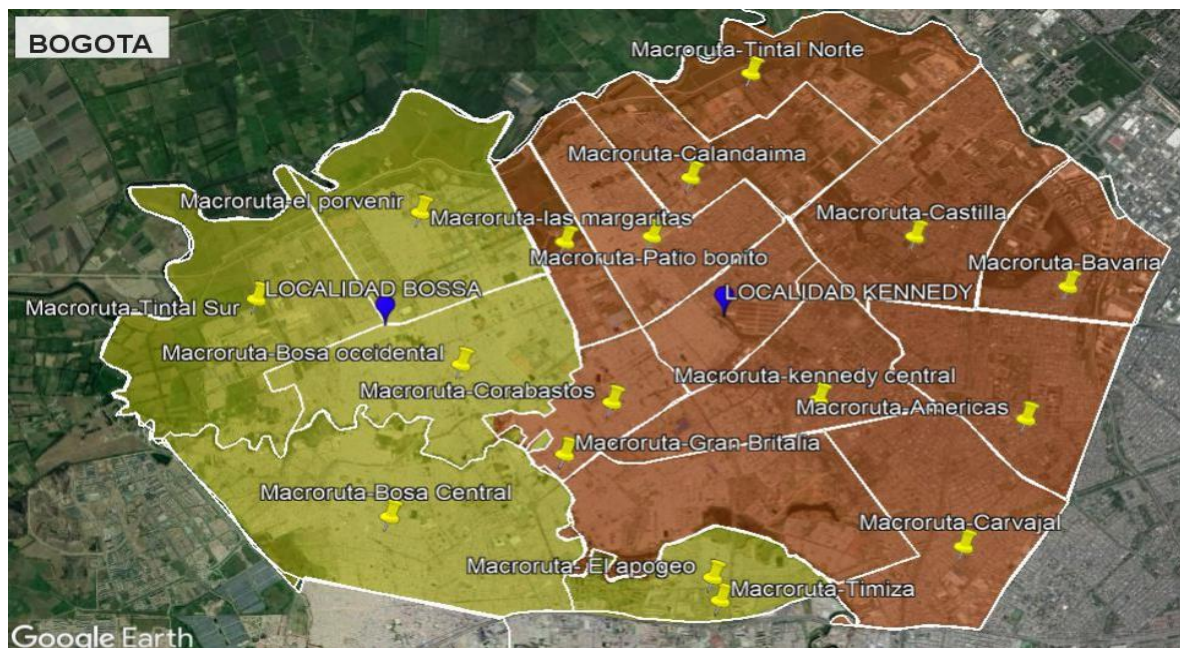 BOGOTA
Macroruta-Tintal Norte
Macroruta-Calandaima
Macroruta-el porvenir
Macroruta-las margaritas
Macroruta-Castilla
Macroruta-Patio bonito
Macroruta-Bavaria
LOCALIDAD BOSSA
LOCALIDAD KENNEDY
Macroruta-Tintal Sur
Macroruta-Bosa occidental
Macroruta-kennedy central
Macroruta-Corabastos
Macroruta-Americas
Macroruta-Gran Britalia
Macroruta-Bosa Central
Macroruta-Carvajal
Macroruta- El apogeo
Macroruta-Timiza
Google Earth